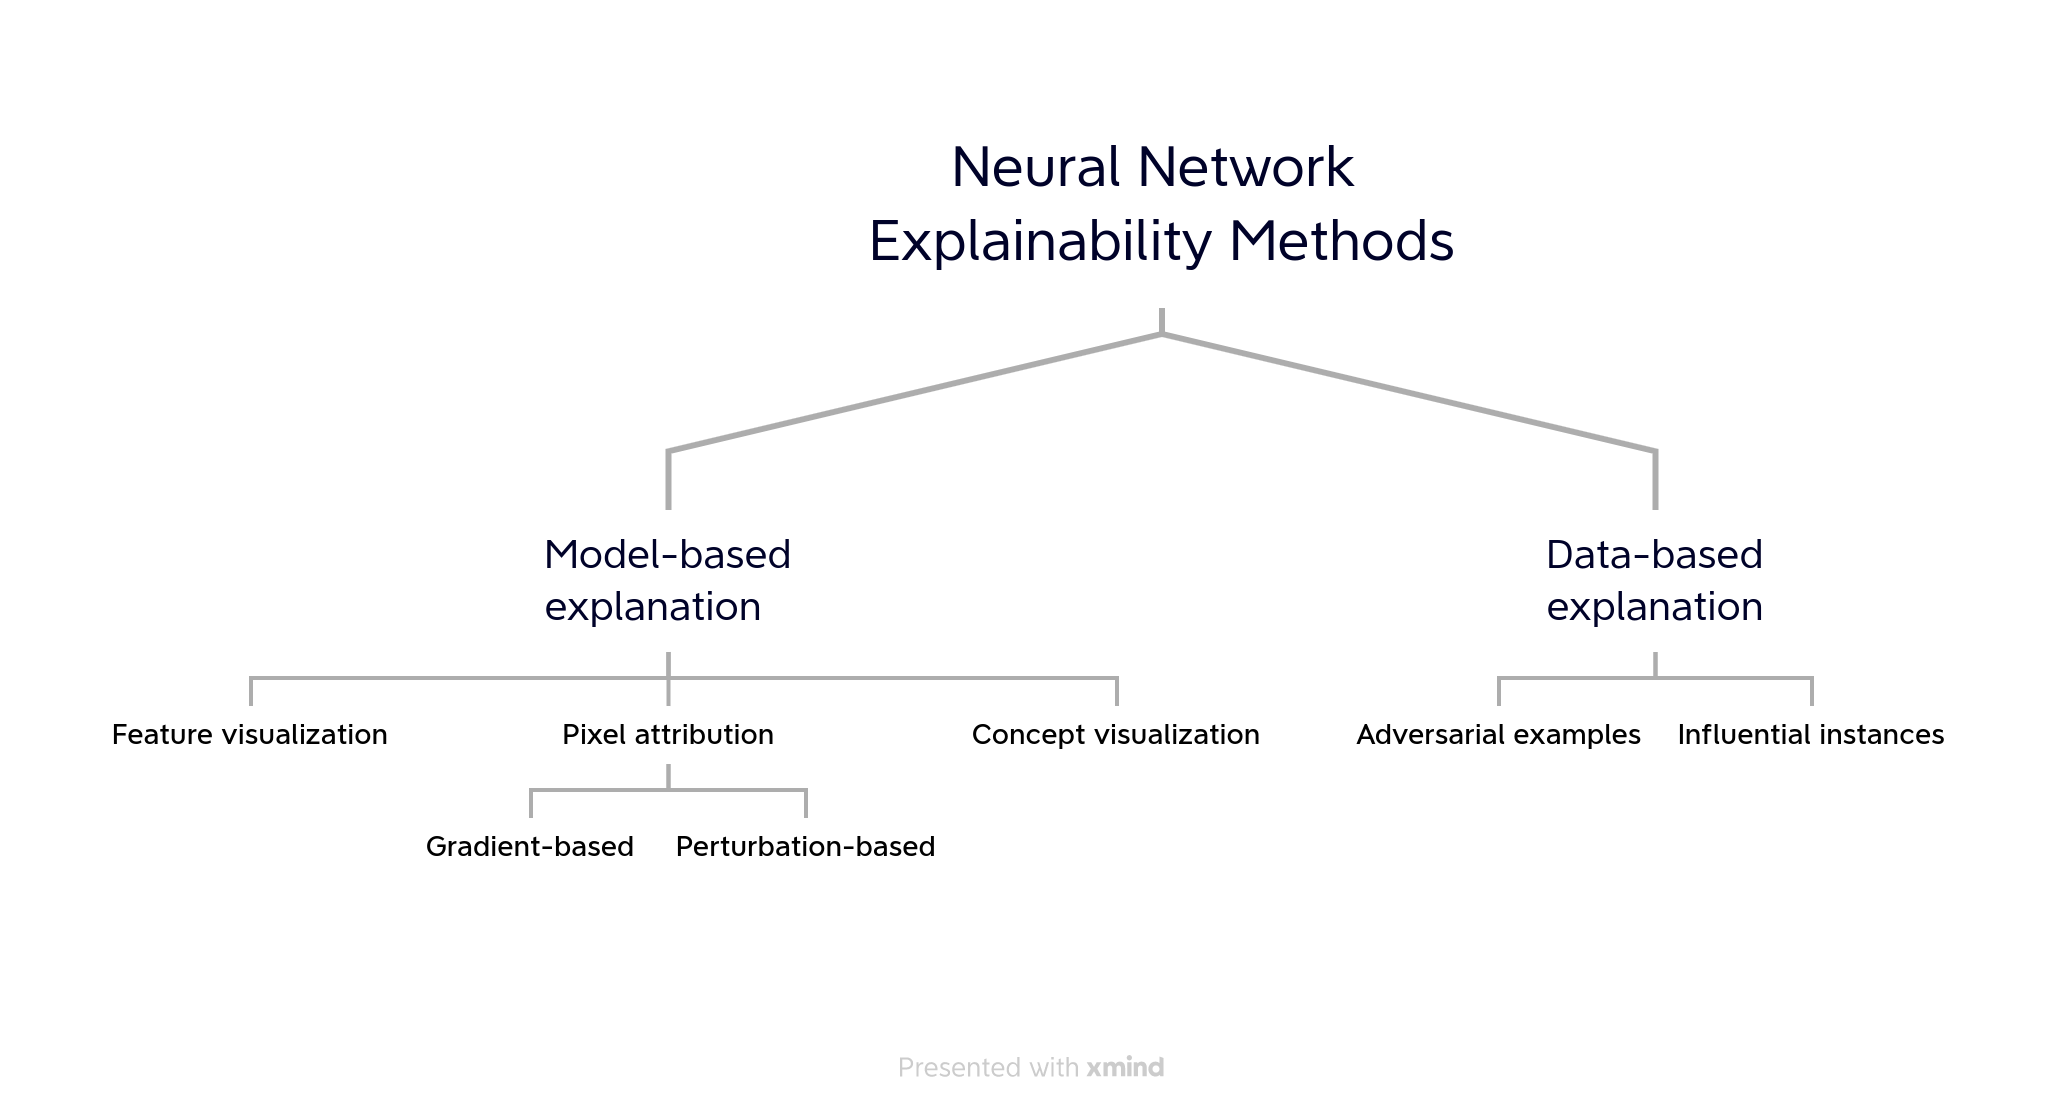 Neural Network
Explainability Methods
Model-based
explanation
Data-based
explanation
Feature visualization
Pixel attribution
Concept visualization
Adversarial examples
Influential instances
Gradient-based
Perturbation-based
Presented with xmind